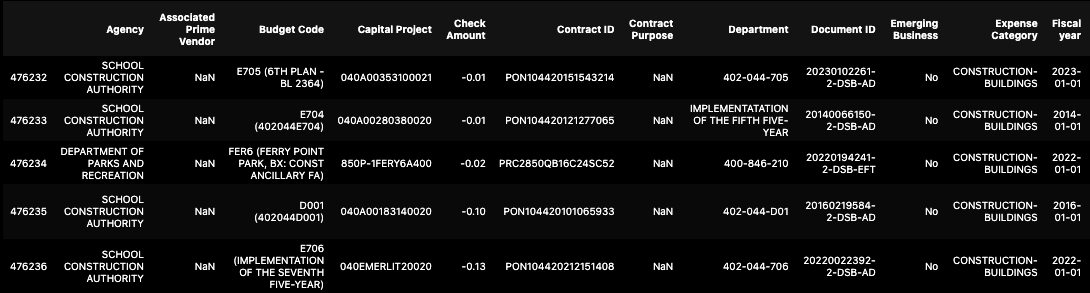 Agency Associated Prime Vendor Budget Code Capital Project Check Amount Contract ID Contract Purpose Department Document ID Emerging Business Expense Category Fiscal year
476232 SCHOOL CONSTRUCTION AUTHORITY NaN E705 (6TH PLAN - BL 2364) 040A00353100021 -0.01 PON104420151543214 NaN 402-044-705 20230102261-2-DSB-AD No CONSTRUCTION-BUILDINGS 2023-01-01
476233 SCHOOL CONSTRUCTION AUTHORITY NaN E704 (402044E704) 040A00280380020 -0.01 PON104420121277065 NaN IMPLEMENTATATION OF THE FIFTH FIVE-YEAR 20140066150-2-DSB-AD No CONSTRUCTION-BUILDINGS 2014-01-01
476234 DEPARTMENT OF PARKS AND RECREATION NaN FER6 (FERRY POINT PARK, BX: CONST ANCILLARY FA) 850P-1FERY6A400 -0.02 PRC2850QB16C24SC52 NaN 400-846-210 20220194241-2-DSB-EFT No CONSTRUCTION-BUILDINGS 2022-01-01
476235 SCHOOL CONSTRUCTION AUTHORITY NaN D001 (402044D001) 040A00183140020 -0.10 PON104420101065933 NaN 402-044-D01 20160219584-2-DSB-AD No CONSTRUCTION-BUILDINGS 2016-01-01
476236 SCHOOL CONSTRUCTION AUTHORITY NaN E706 (IMPLEMENTATION OF THE SEVENTH FIVE-YEAR) 040EMERLIT20020 -0.13 PON104420212151408 NaN 402-044-706 20220022392-2-DSB-AD No CONSTRUCTION-BUILDINGS 2022-01-01